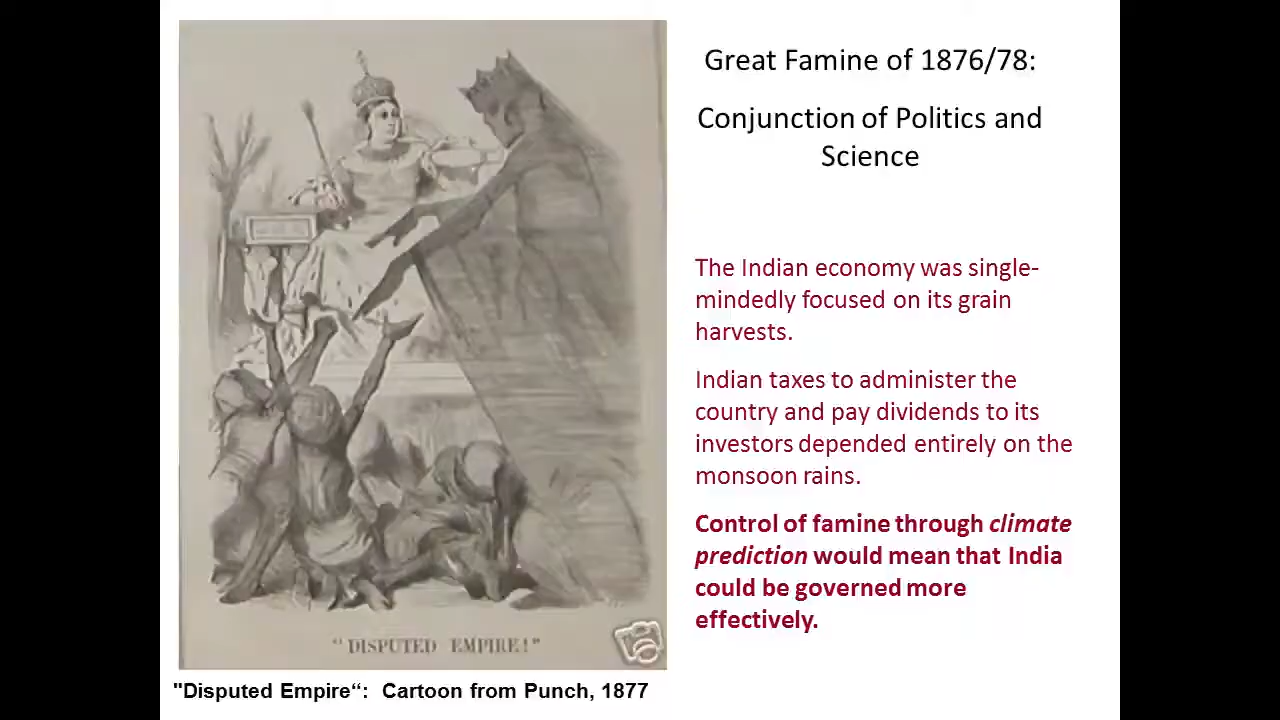 Great Famine of 1876/78:
Conjunction of Politics and
Science
The Indian economy was single-
mindedly focused on its grain
harvests.
Indian taxes to administer the
country and pay dividends to its
investors depended entirely on the
monsoon rains.
Control of famine through climate
prediction would mean that India
could be governed more
effectively.
"DISPUTED EMPIRE!"
"Disputed Empire“: Cartoon from Punch, 1877